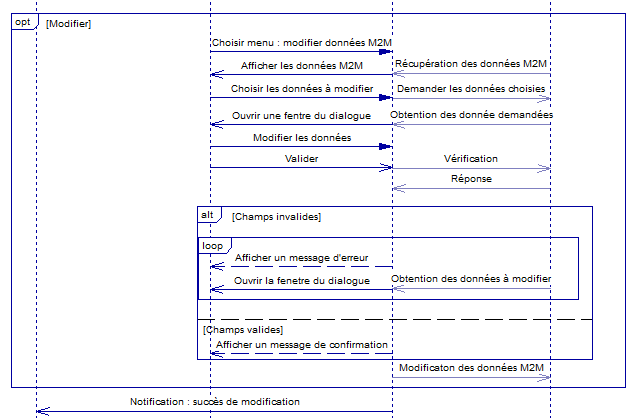 opt [Modifier]
Choisir menu : modifier données M2M
Afficher les données M2M Récupération des données M2M
Choisir les données à modifier Demander les données choisies
Ouvrir une fentre du dialogue Obtention des donnée demandées
Modifier les données
Valider Vérification
Réponse
alt [Champs invalides]
loop
Afficher un message d'erreur
Ouvrir la fenetre du dialogue Obtention des données à modifier
[Champs valides]
Afficher un message de confirmation
Modificaton des données M2M
Notification : succès de modification